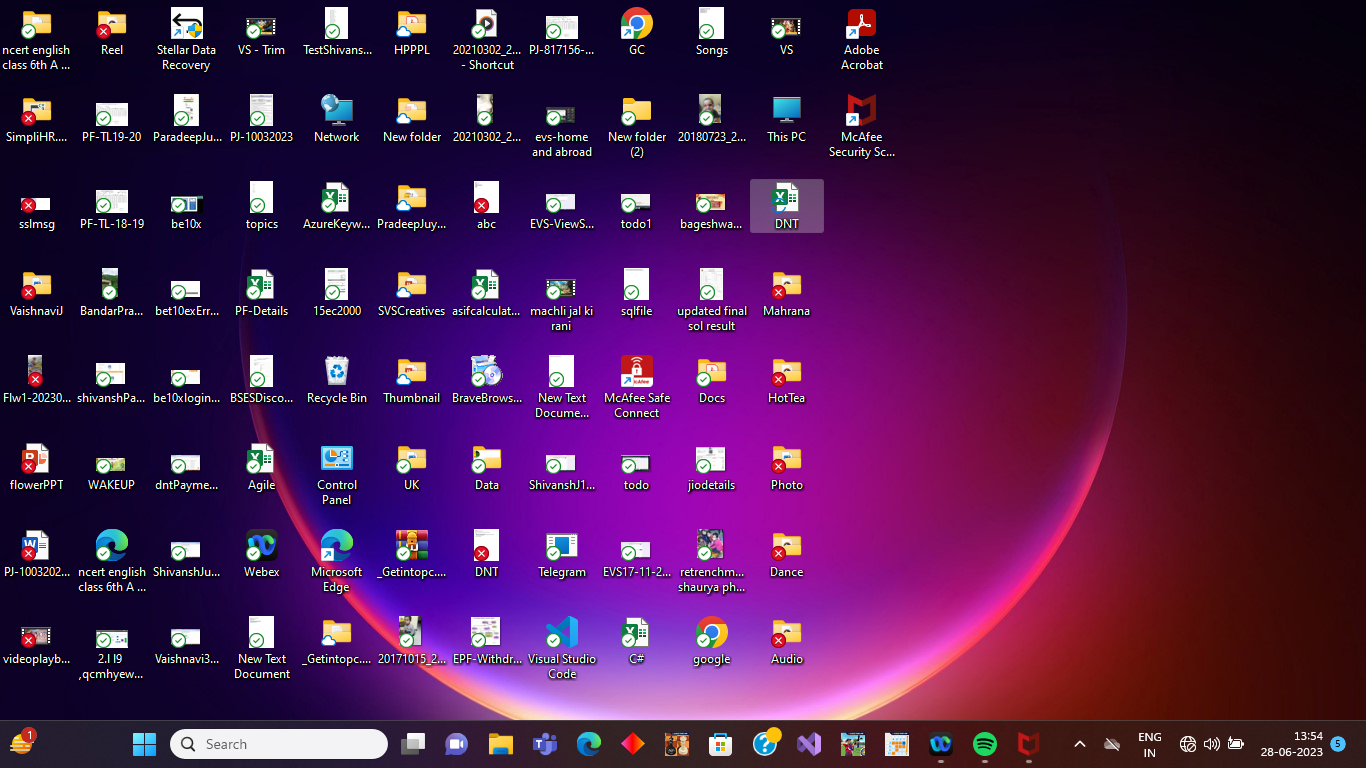 ncert english
class 6th A ...
Reel
Stellar Data
Recovery
VS - Trim
TestShivans...
HPPPL
20210302_2...
- Shortcut
PJ-817156-...
GC
Songs
VS
Adobe
Acrobat
SimpliHR....
PF-TL19-20
ParadeepJu...
PJ-10032023
Network
New folder
20210302_2...
evs-home
and abroad
New folder
(2)
20180723_2...
This PC
McAfee
Security Sc...
sslmsg
PF-TL-18-19
be10x
topics
AzureKeyw...
PradeepJuy...
abc
EVS-ViewS...
todo1
bageshwa...
DNT
VaishnaviJ
BandarPra...
bet10exErr...
PF-Details
15ec2000
SVSCreatives
asifcalculat...
machli jal ki
rani
sqlfile
updated final
sol result
Mahrana
Flw1-20230...
shivanshPa...
be10xlogin...
BSESDisco...
Recycle Bin
Thumbnail
BraveBrows...
New Text
Docume...
McAfee Safe
Connect
Docs
HotTea
flowerPPT
WAKEUP
dntPayme...
Agile
Control
Panel
UK
Data
ShivanshJ1...
todo
jiodetails
Photo
PJ-1003202...
ncert english
class 6th A ...
ShivanshJu...
Webex
Microsoft
Edge
_Getintopc....
DNT
Telegram
EVS17-11-2...
retrenchm...
shaurya ph...
Dance
videoplayb...
2.I I9
,qcmhyew...
Vaishnavi3...
New Text
Document
_Getintopc....
20171015_2...
EPF-Withdr...
Visual Studio
Code
C#
google
Audio
1
Search
ENG
IN
13:54
28-06-2023
5